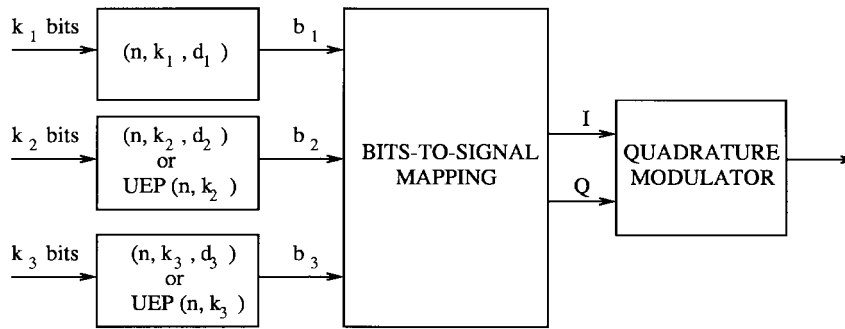 k 1 bits
(n, k 1 , d 1 )
b 1
k 2 bits
(n, k 2 , d 2 )
or
UEP (n, k 2 )
b 2
k 3 bits
(n, k 3 , d 3 )
or
UEP (n, k 3 )
b 3
BITS-TO-SIGNAL
MAPPING
I
Q
QUADRATURE
MODULATOR